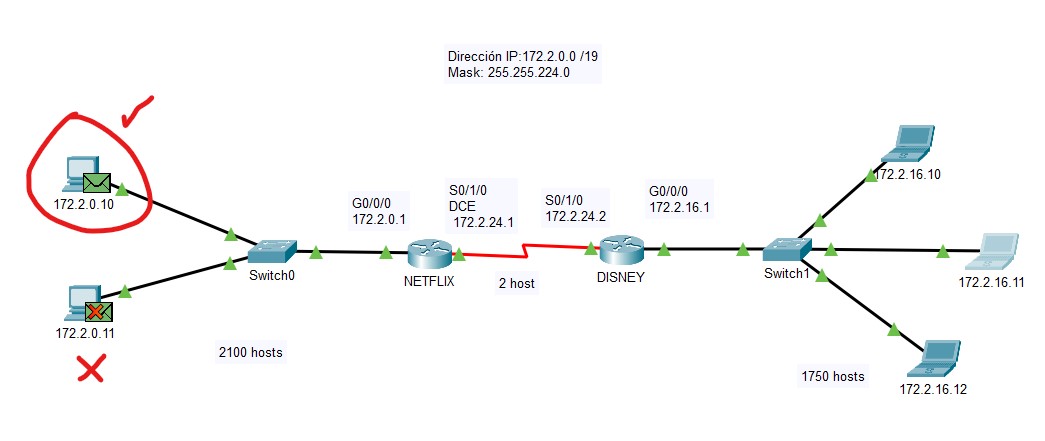 Dirección IP:172.2.0.0 /19
Mask: 255.255.224.0
172.2.0.10
172.2.0.11
Switch0
2100 hosts
G0/0/0
172.2.0.1
S0/1/0
DCE
172.2.24.1
NETFLIX
2 host
S0/1/0
172.2.24.2
DISNEY
G0/0/0
172.2.16.1
Switch1
1750 hosts
172.2.16.10
172.2.16.11
172.2.16.12